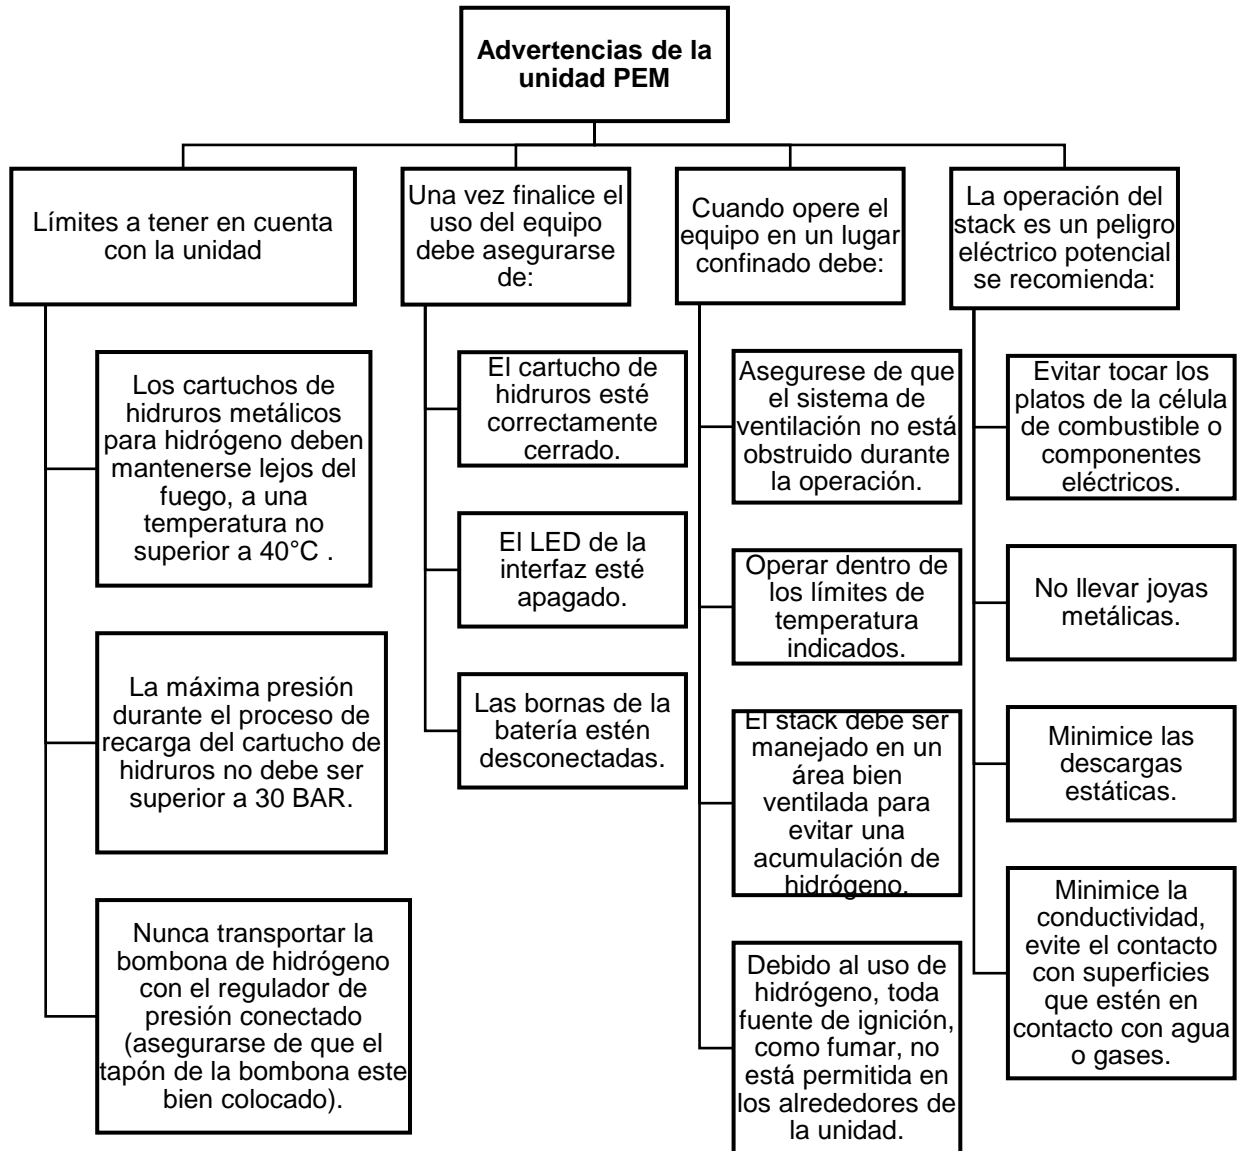 Advertencias de la
unidad PEM
Límites a tener en cuenta
con la unidad
Los cartuchos de
hidruros metálicos
para hidrógeno deben
mantenerse lejos del
fuego, a una
temperatura no
superior a 40°C .
La máxima presión
durante el proceso de
recarga del cartucho de
hidruros no debe ser
superior a 30 BAR.
Nunca transportar la
bombona de hidrógeno
con el regulador de
presión conectado
(asegurarse de que el
tapón de la bombona este
bien colocado).
Una vez finalice el
uso del equipo
debe asegurarse
de:
El cartucho de
hidruros esté
correctamente
cerrado.
El LED de la
interfaz esté
apagado.
Las bornas de la
batería estén
desconectadas.
Cuando opere el
equipo en un lugar
confinado debe:
Asegurese de que
el sistema de
ventilación no está
obstruido durante
la operación.
Operar dentro de
los límites de
temperatura
indicados.
El stack debe ser
manejado en un
área bien
ventilada para
evitar una
acumulación de
hidrógeno.
Debido al uso de
hidrógeno, toda
fuente de ignición,
como fumar, no
está permitida en
los alrededores de
la unidad.
La operación del
stack es un peligro
eléctrico potencial
se recomienda:
Evitar tocar los
platos de la célula
de combustible o
componentes
eléctricos.
No llevar joyas
metálicas.
Minimice las
descargas
estáticas.
Minimice la
conductividad,
evite el contacto
con superficies
que estén en
contacto con agua
o gases.